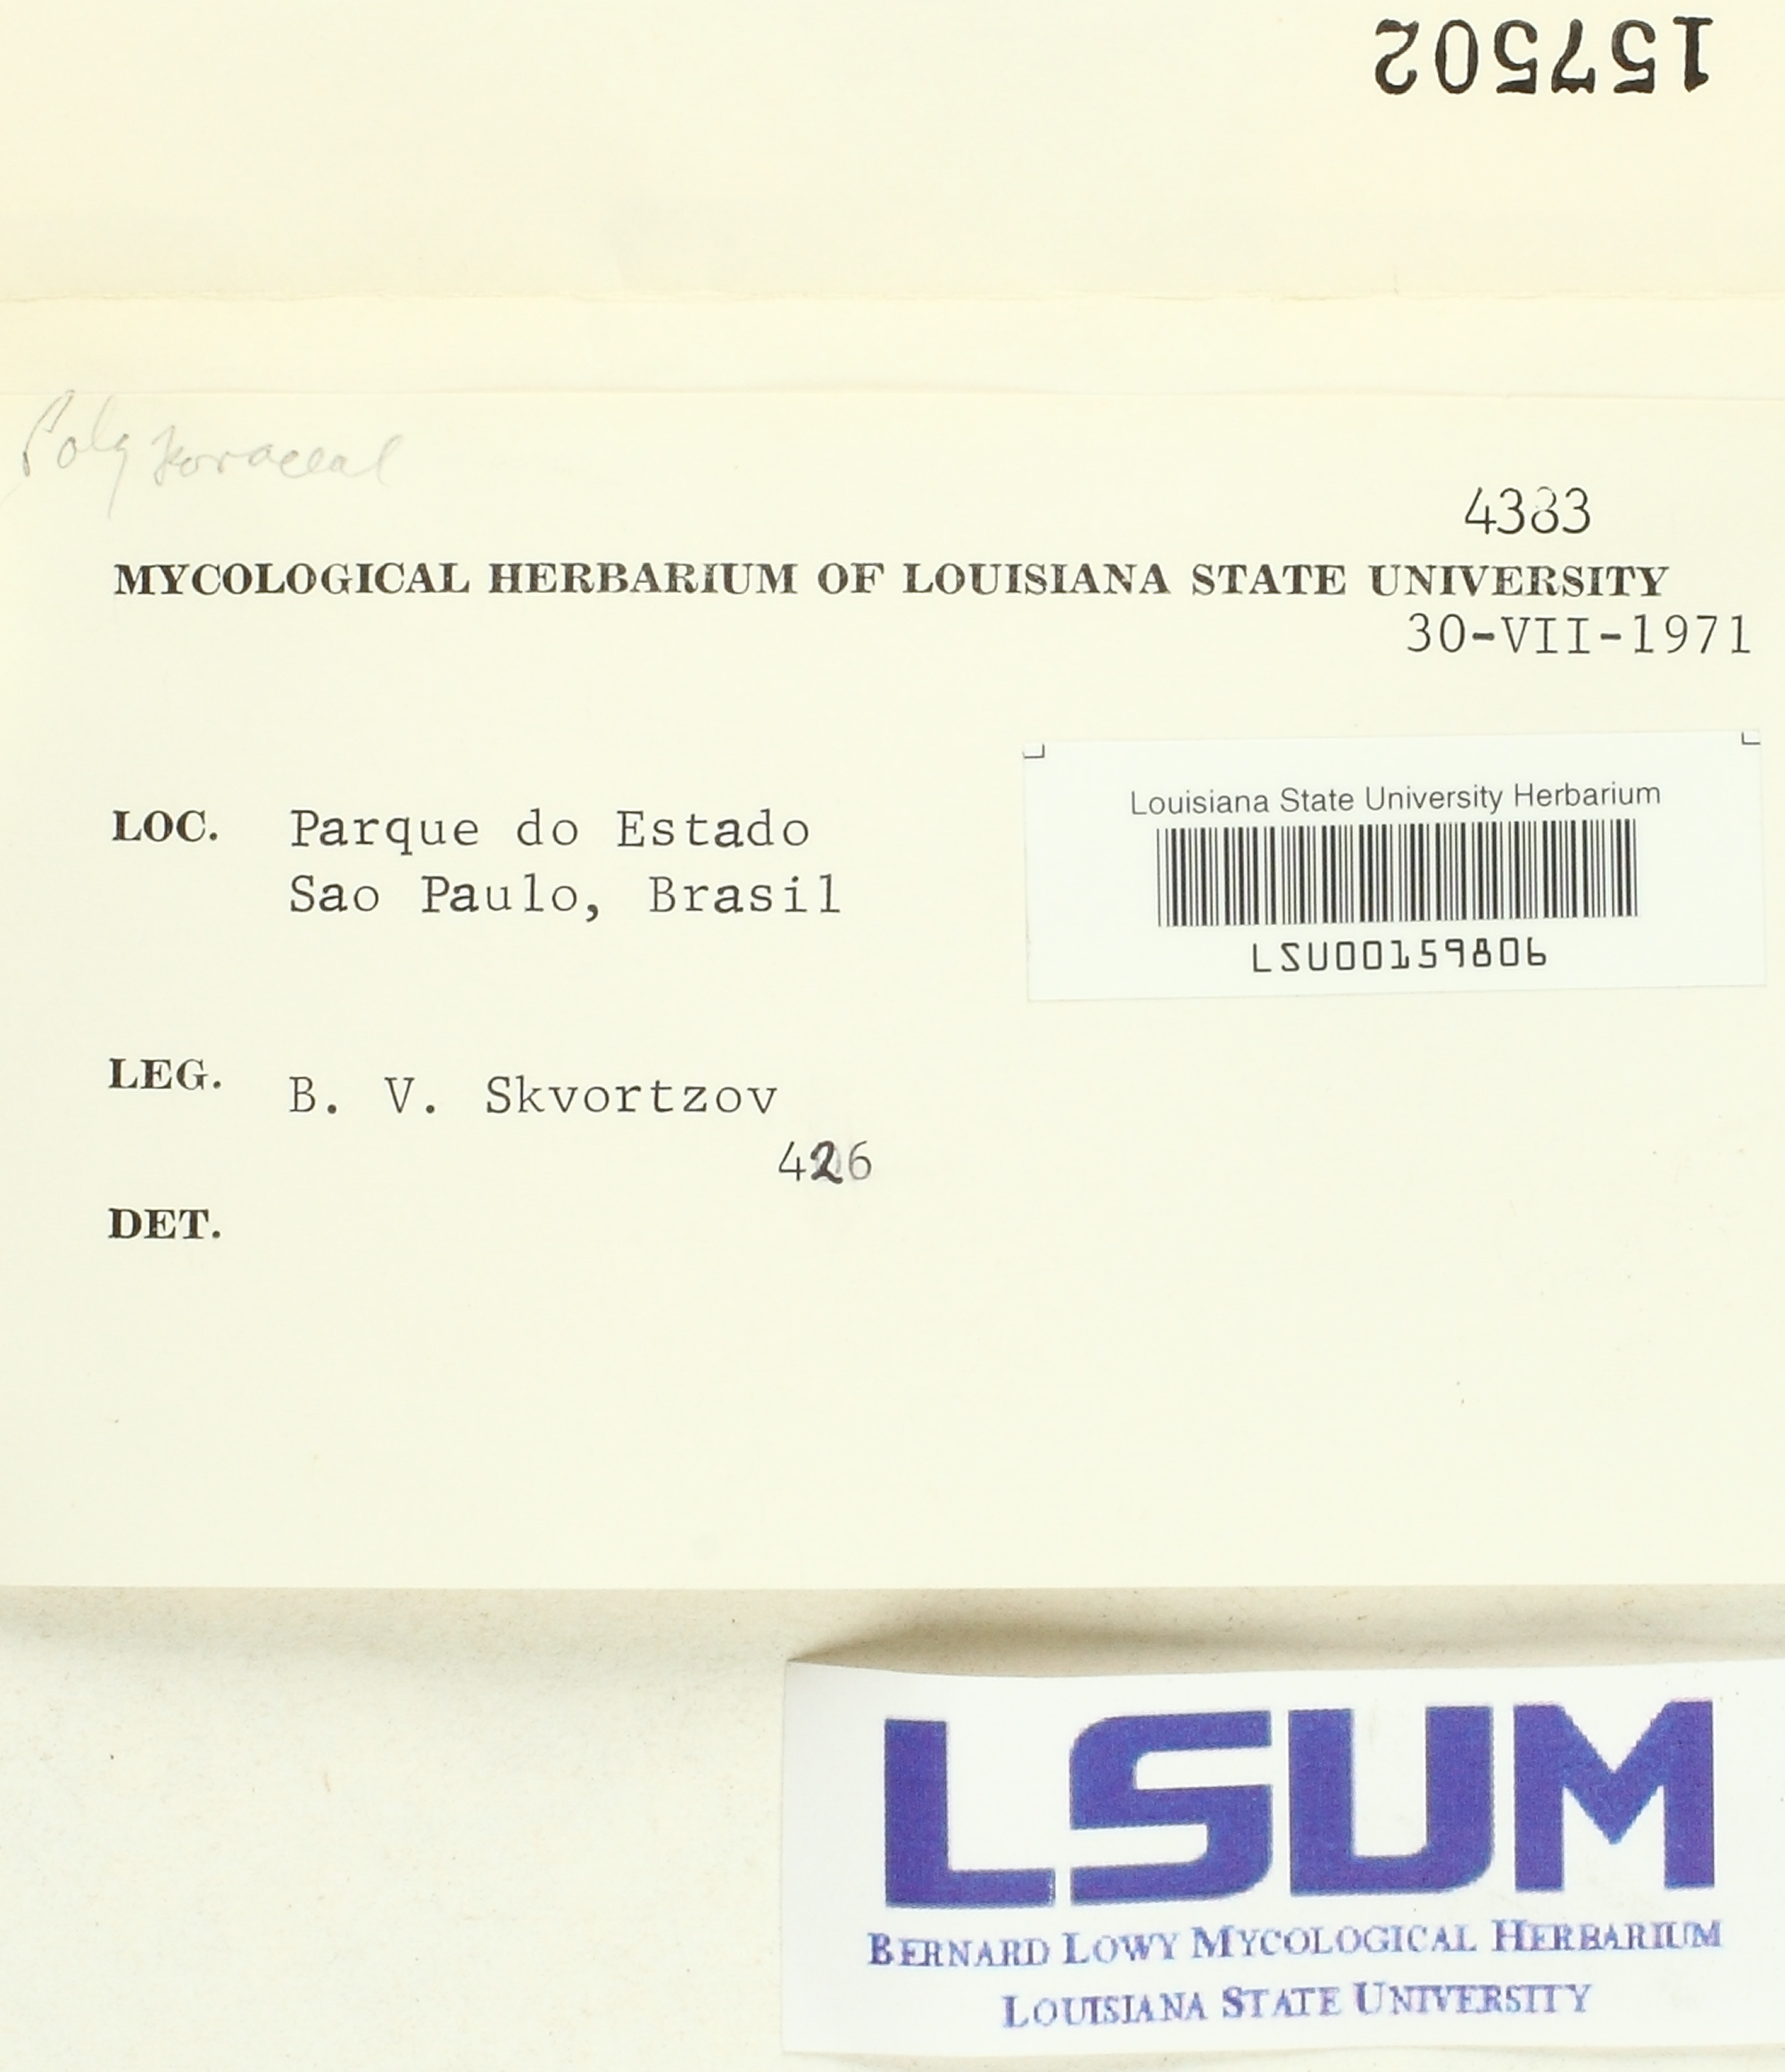 157502
Polyporaceae
4383
MYCOLOGICAL HERBARIUM OF LOUISIANA STATE UNIVERSITY
30-VII-1971
LOC. Parque do Estado
Sao Paulo, Brasil
Louisiana State University Herbarium
LSU00159806
LEG. B. V. Skvortzov
426
DET.
LSUM
BERNARD LOWY MYCOLOGICAL HERBARIUM
LOUISIANA STATE UNIVERSITY